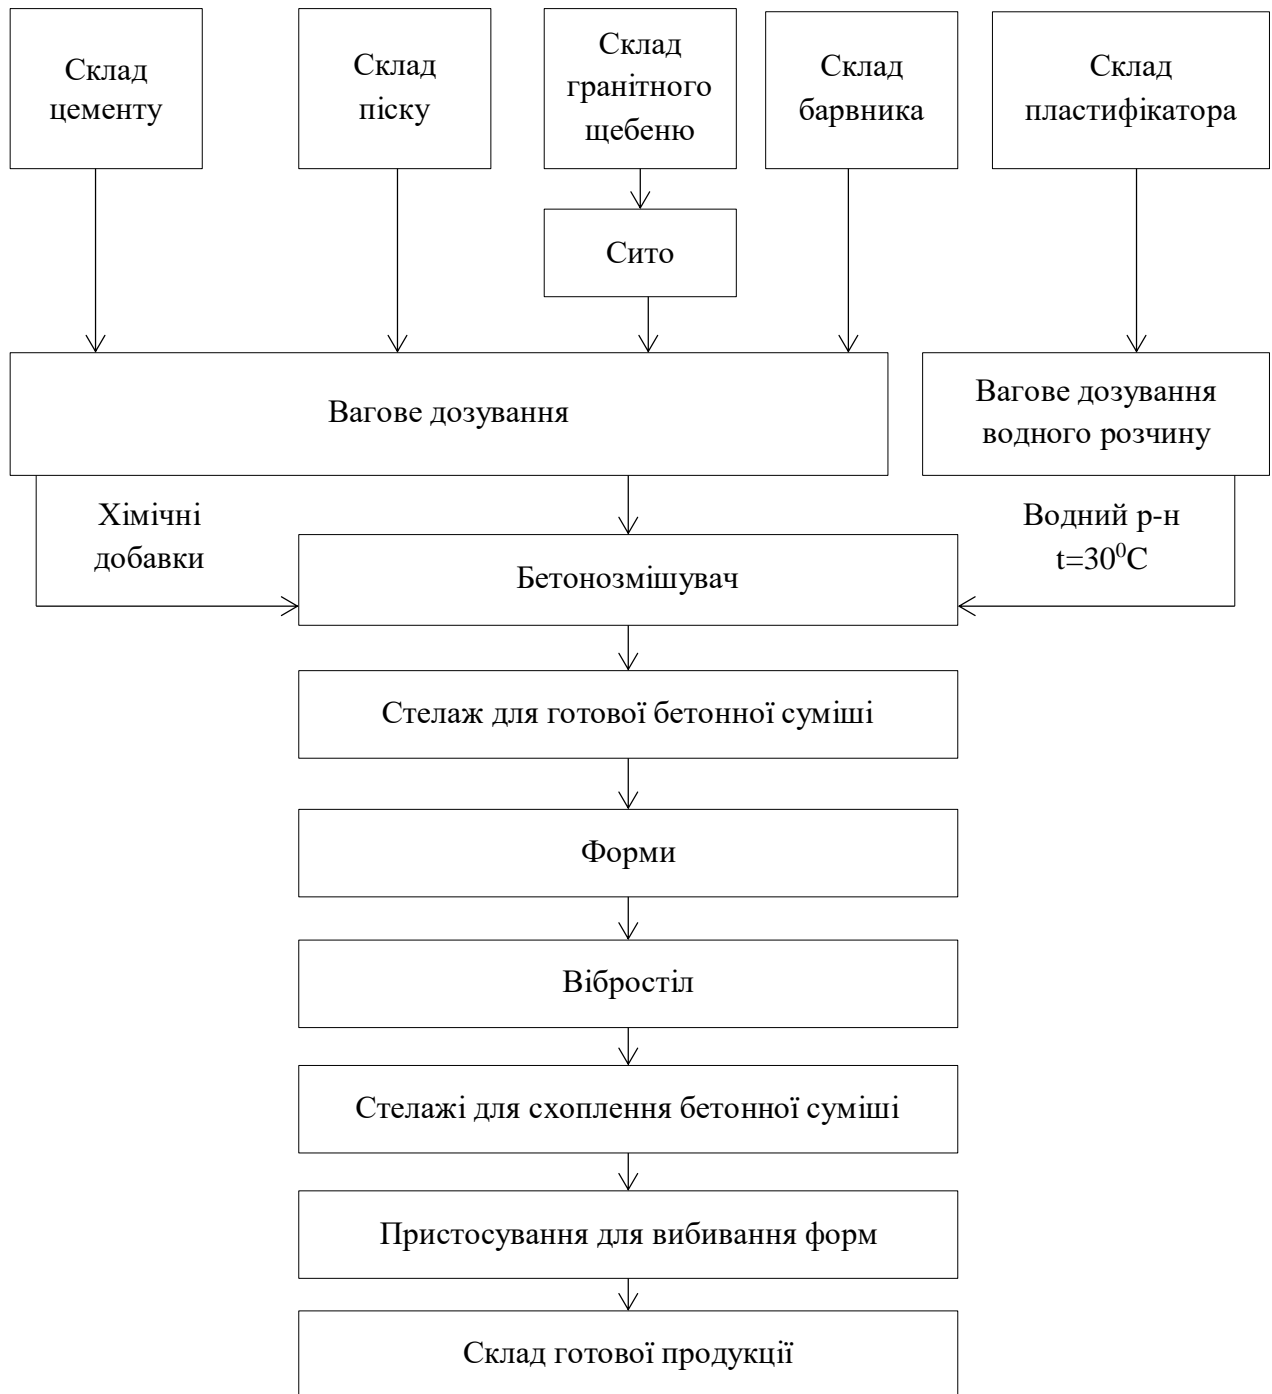 Склад
цементу
Склад
піску
Склад
гранітного
щебеню
Склад
барвника
Склад
пластифікатора
Сито
Вагове дозування
Вагове дозування
водного розчину
Хімічні
добавки
Водний р-н
t=30⁰C
Бетонозмішувач
Стелаж для готової бетонної суміші
Форми
Вібростіл
Стелажі для схоплення бетонної суміші
Пристосування для вибивання форм
Склад готової продукції